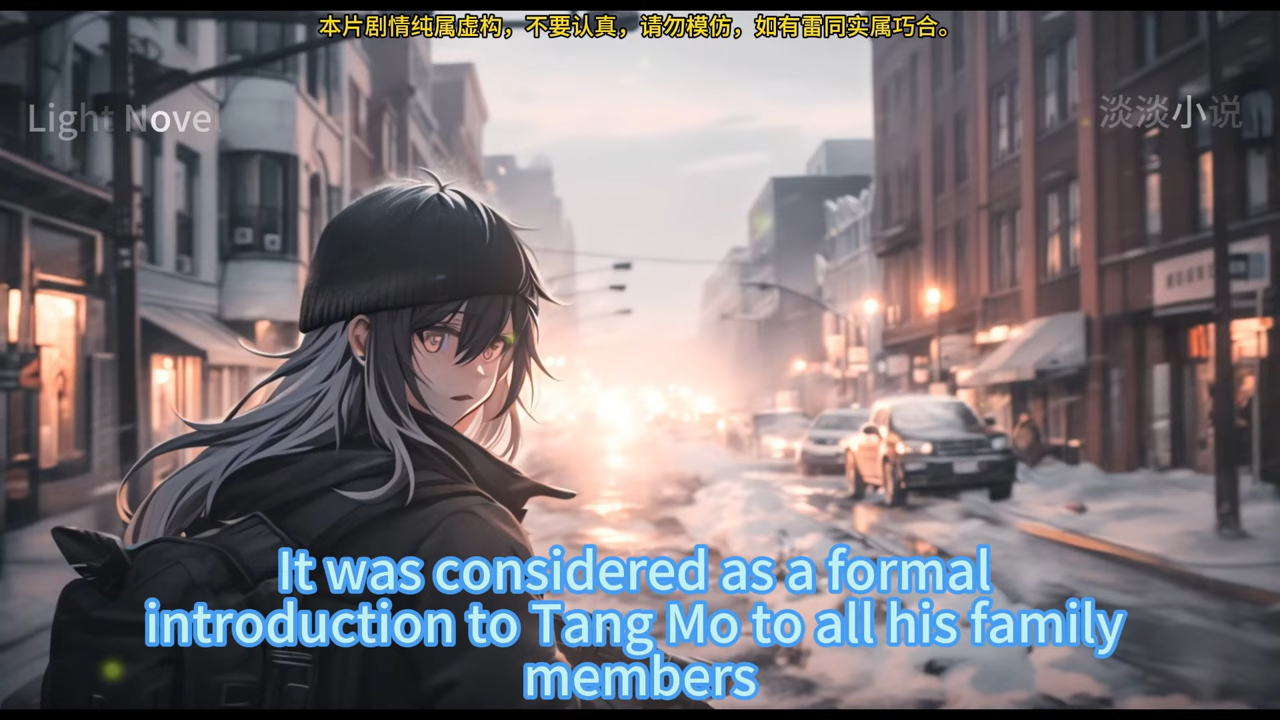 本片剧情纯属虚构，不要认真，请勿模仿，如有雷同实属巧合。
Light Novel
淡淡小说
It was considered as a formal
introduction to Tang Mo to all his family
members